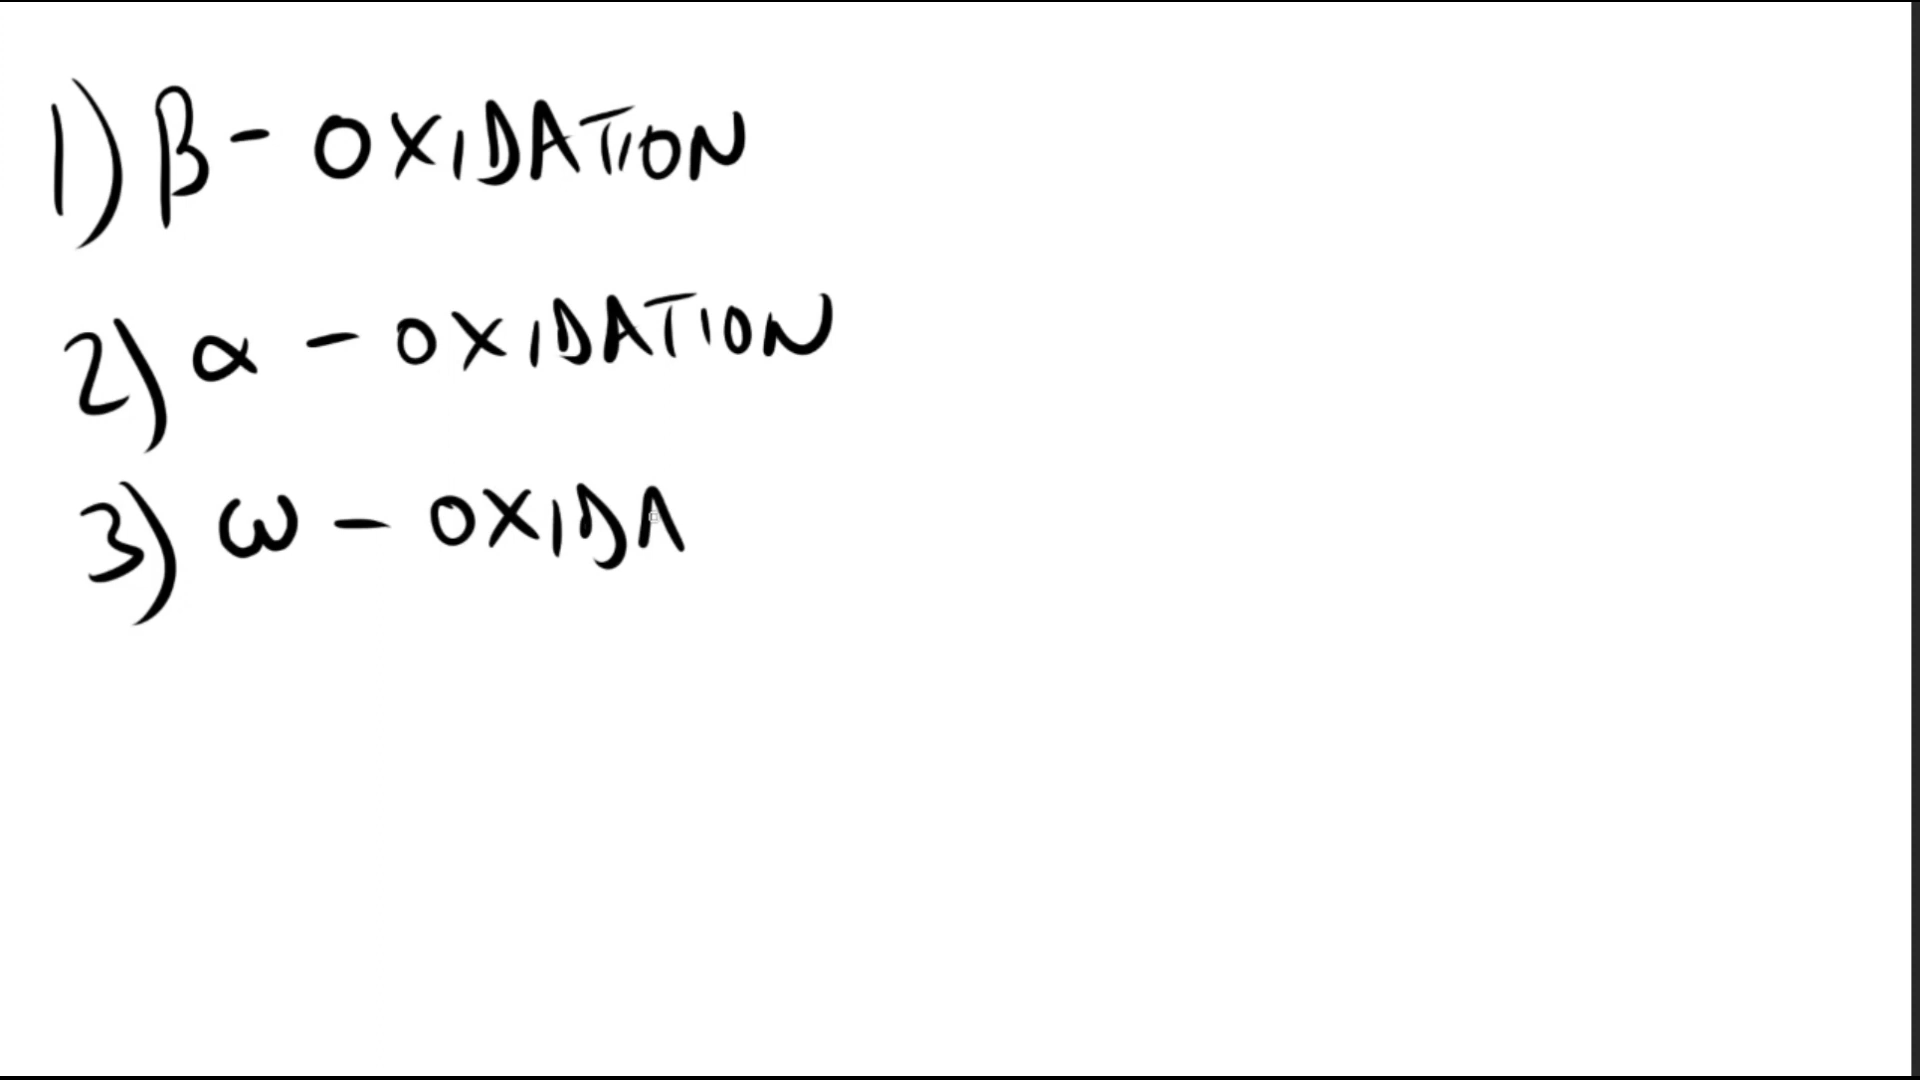 1) β - OXIDATION
2) α - OXIDATION
3) ω - OXIDA